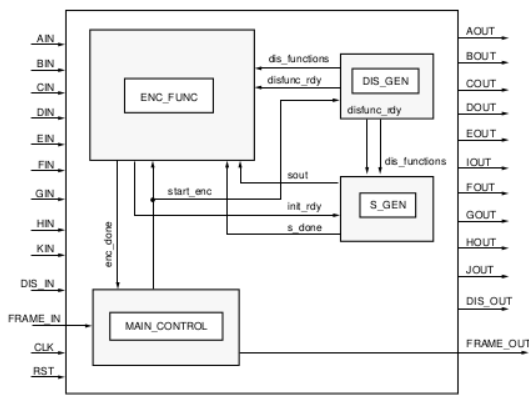 AIN
BIN
CIN
DIN
EIN
FIN
GIN
HIN
KIN
DIS_IN
FRAME_IN
CLK
RST
ENC_FUNC
dis_functions
disfunc_rdy
DIS_GEN
disfunc_rdy
dis_functions
sout
start_enc
init_rdy
s_done
S_GEN
enc_done
MAIN_CONTROL
AOUT
BOUT
COUT
DOUT
EOUT
IOUT
FOUT
GOUT
HOUT
JOUT
DIS_OUT
FRAME_OUT